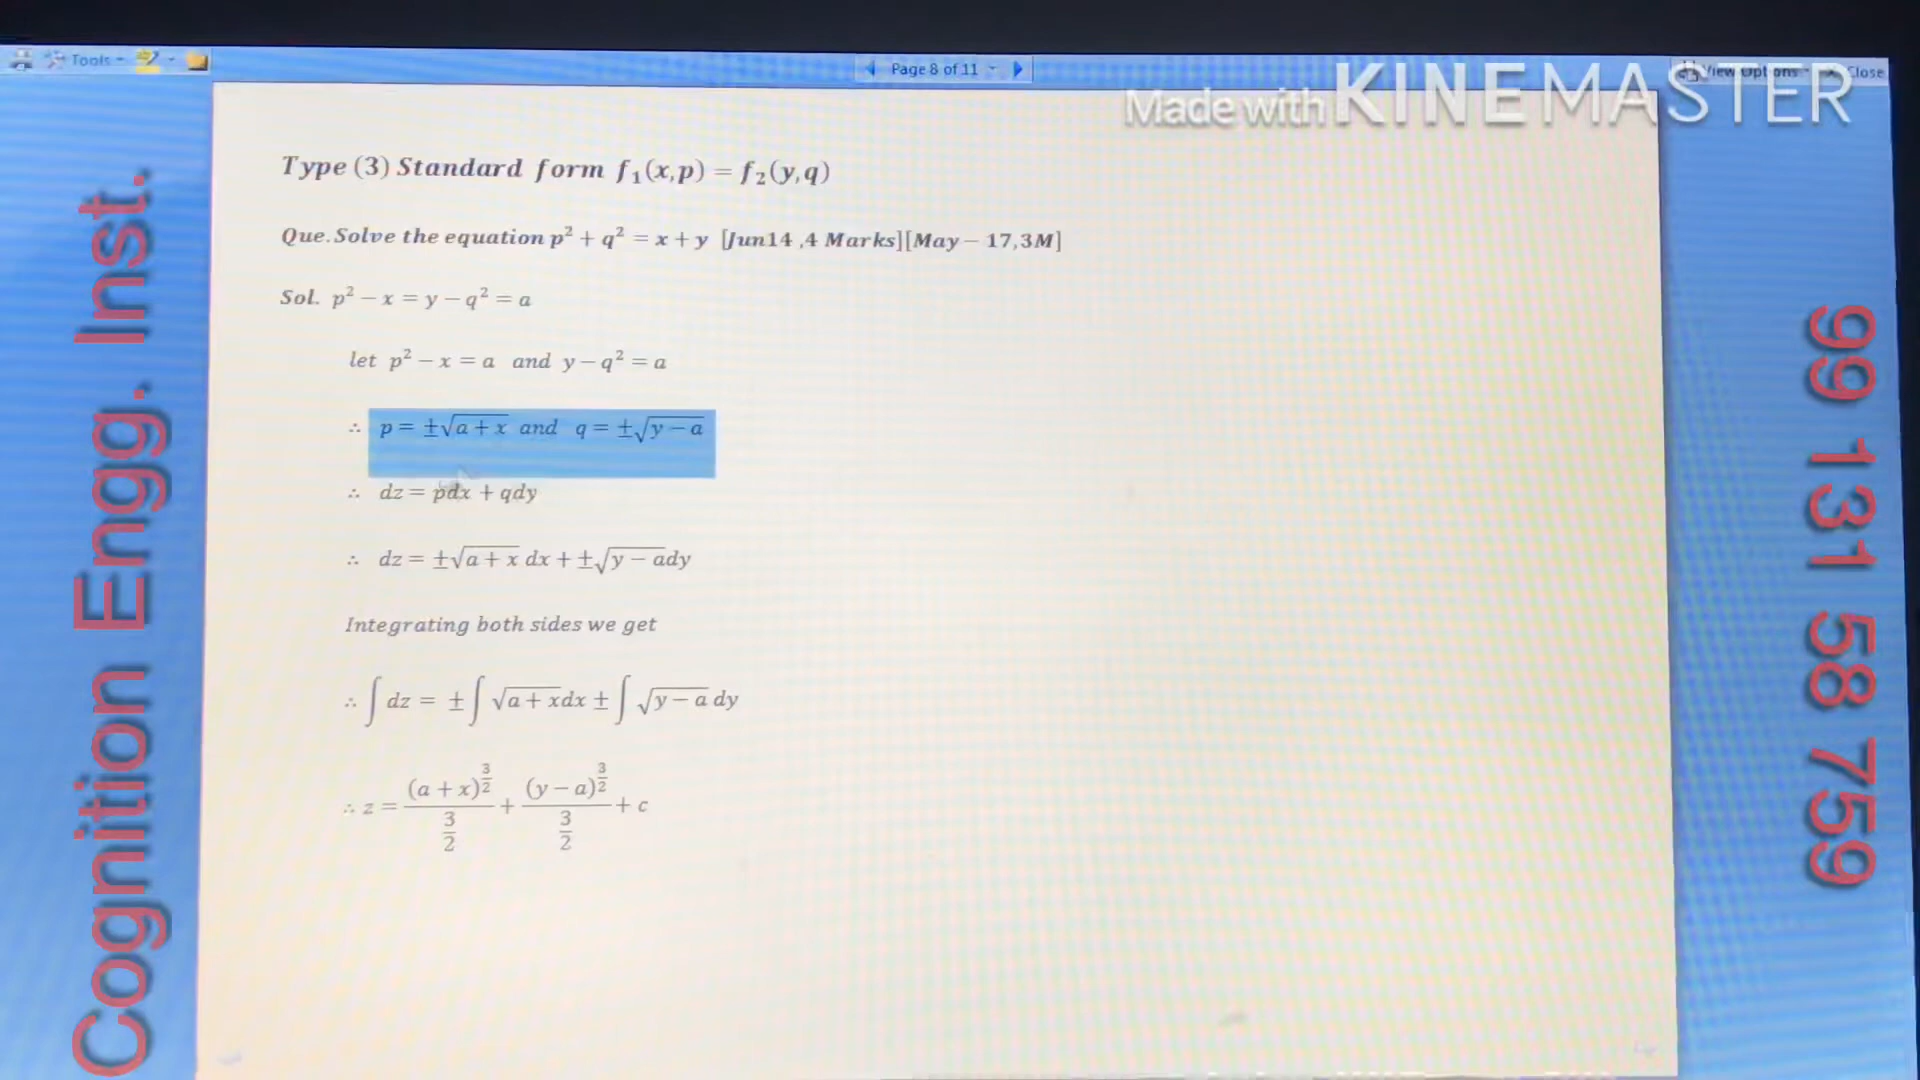 Tools
Page 8 of 11
View Options
Close
Made with KINEMASTER
Type (3) Standard form f₁(x,p) = f₂(y,q)
Que.Solve the equation p² + q² = x + y [Jun14 ,4 Marks][May − 17,3M]
Sol. p² − x = y − q² = a
let p² − x = a and y − q² = a
∴ p = ±√(a + x) and q = ±√(y − a)
∴ dz = pdx + qdy
∴ dz = ±√(a + x) dx + ±√(y − a)dy
Integrating both sides we get
∴ ∫ dz = ± ∫ √(a + x)dx ± ∫ √(y − a) dy
∴ z = (a + x)^(3/2) / (3/2) + (y − a)^(3/2) / (3/2) + c
Cognition Engg. Inst.
99 131 58 759